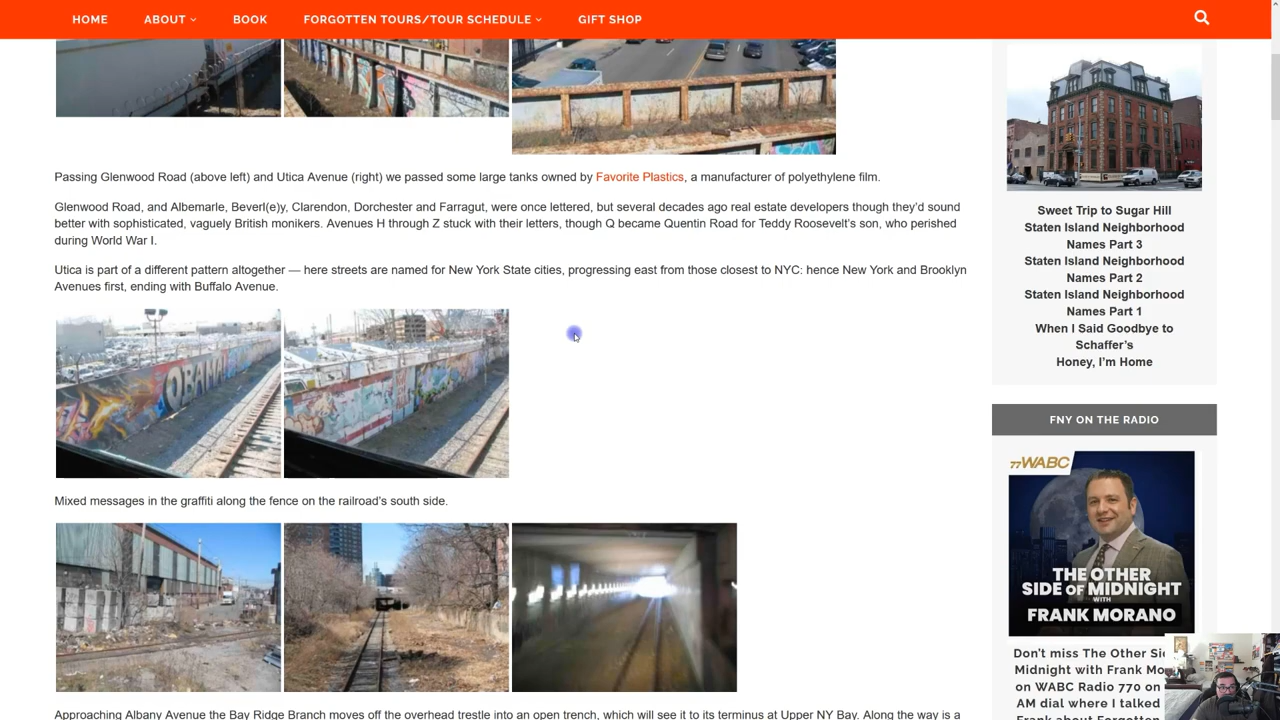 HOME
ABOUT
BOOK
FORGOTTEN TOURS/TOUR SCHEDULE
GIFT SHOP
Passing Glenwood Road (above left) and Utica Avenue (right) we passed some large tanks owned by Favorite Plastics, a manufacturer of polyethylene film.
Glenwood Road, and Albemarle, Beverl(e)y, Clarendon, Dorchester and Farragut, were once lettered, but several decades ago real estate developers though they'd sound
better with sophisticated, vaguely British monikers. Avenues H through Z stuck with their letters, though Q became Quentin Road for Teddy Roosevelt's son, who perished
during World War I.
Utica is part of a different pattern altogether — here streets are named for New York State cities, progressing east from those closest to NYC: hence New York and Brooklyn
Avenues first, ending with Buffalo Avenue.
OBAMA
Mixed messages in the graffiti along the fence on the railroad's south side.
Approaching Albany Avenue the Bay Ridge Branch moves off the overhead trestle into an open trench, which will see it to its terminus at Upper NY Bay. Along the way is a
Sweet Trip to Sugar Hill
Staten Island Neighborhood
Names Part 3
Staten Island Neighborhood
Names Part 2
Staten Island Neighborhood
Names Part 1
When I Said Goodbye to
Schaffer's
Honey, I'm Home
FNY ON THE RADIO
77WABC
THE OTHER
SIDE OF MIDNIGHT
WITH
FRANK MORANO
Don't miss The Other
Midnight with Frank
on WABC Radio 770 on
AM dial where I talked
Frank about Forgotten